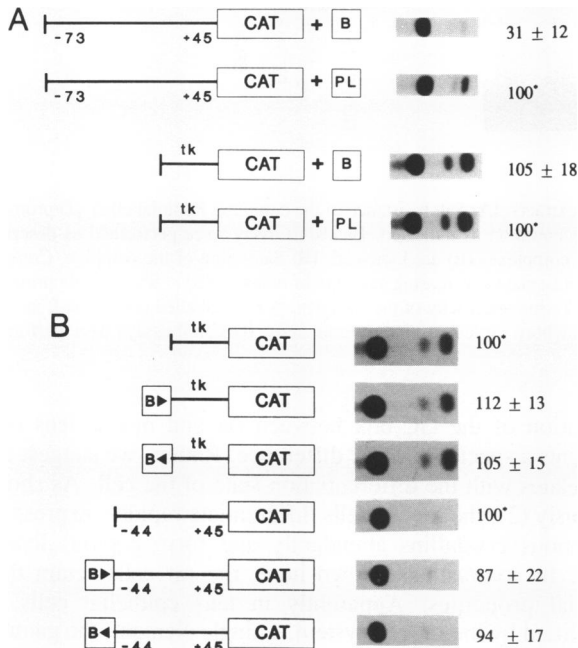 A
CAT + B 31 ± 12
-73 +45
CAT + PL 100*
-73 +45
tk CAT + B 105 ± 18
tk CAT + PL 100*
B
tk CAT 100*
B▶ tk CAT 112 ± 13
B◀ tk CAT 105 ± 15
CAT 100*
-44 +45
B▶ CAT 87 ± 22
-44 +45
B◀ CAT 94 ± 17
-44 +45